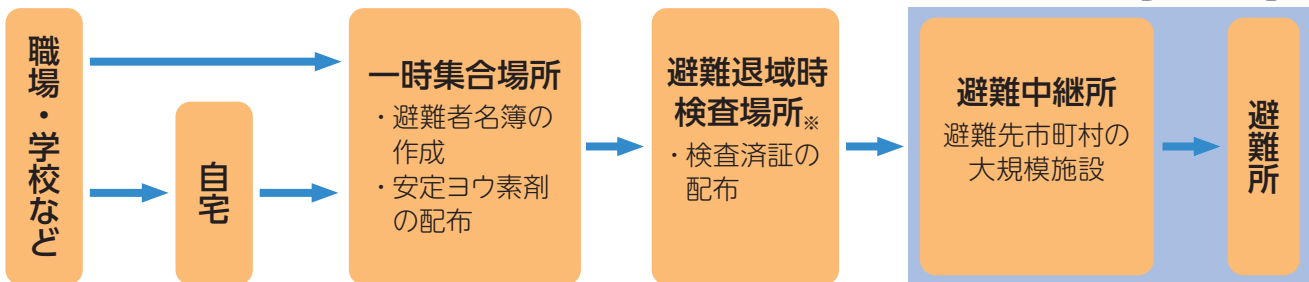 職場・学校など
自宅
一時集合場所
・避難者名簿の
作成
・安定ヨウ素剤
の配布
避難退域時
検査場所※
・検査済証の
配布
避難中継所
避難先市町村の
大規模施設
避難所